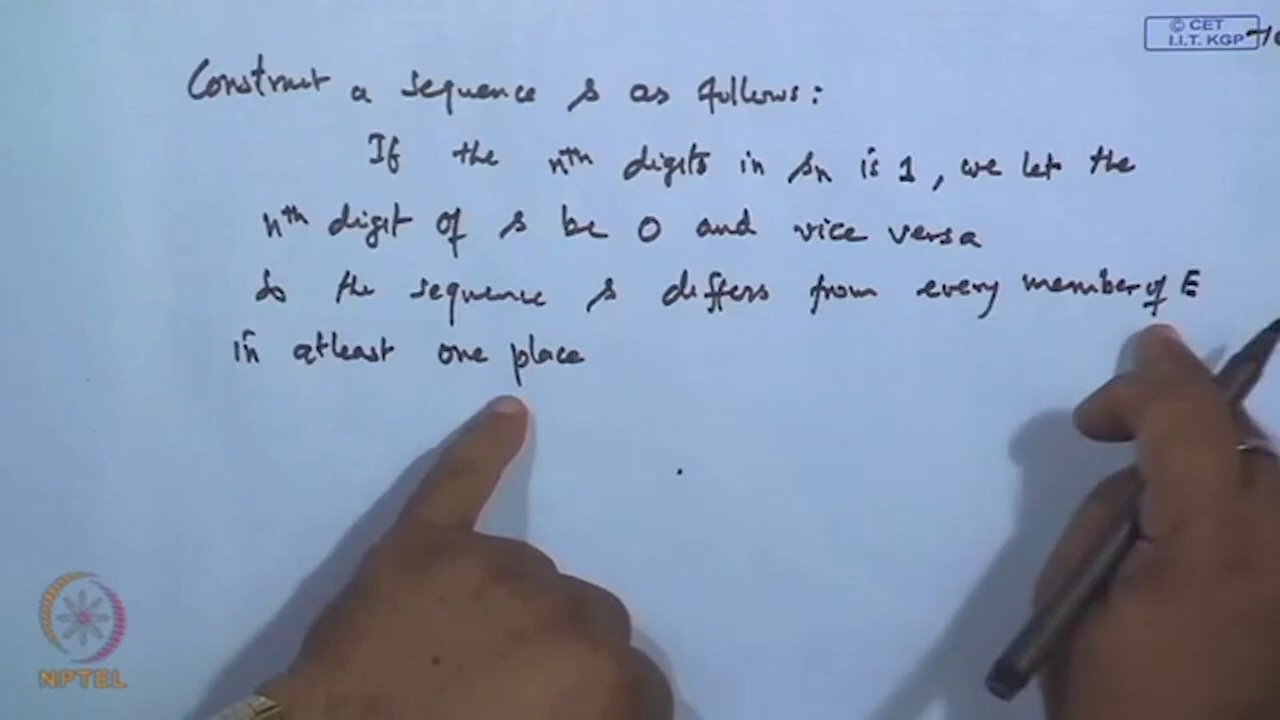 © CET
I.I.T. KGP
Construct a sequence s as follows:
If the nth digits in sn is 1, we let the
nth digit of s be 0 and vice versa
So the sequence s differs from every member of E
in atleast one place
NPTEL